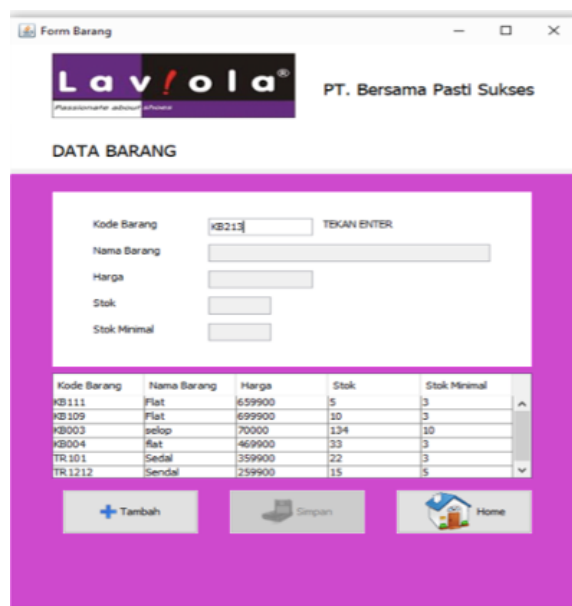 Form Barang
Laviola®
Passionate about shoes
PT. Bersama Pasti Sukses
DATA BARANG
Kode Barang KB213 TEKAN ENTER
Nama Barang
Harga
Stok
Stok Minimal
Kode Barang Nama Barang Harga Stok Stok Minimal
KB111 Flat 659900 5 3
KB109 Flat 699900 10 3
KB003 selop 70000 134 10
KB004 flat 469900 33 3
TR101 Sedal 359900 22 3
TR1212 Sendal 259900 15 5
Tambah Simpan Home